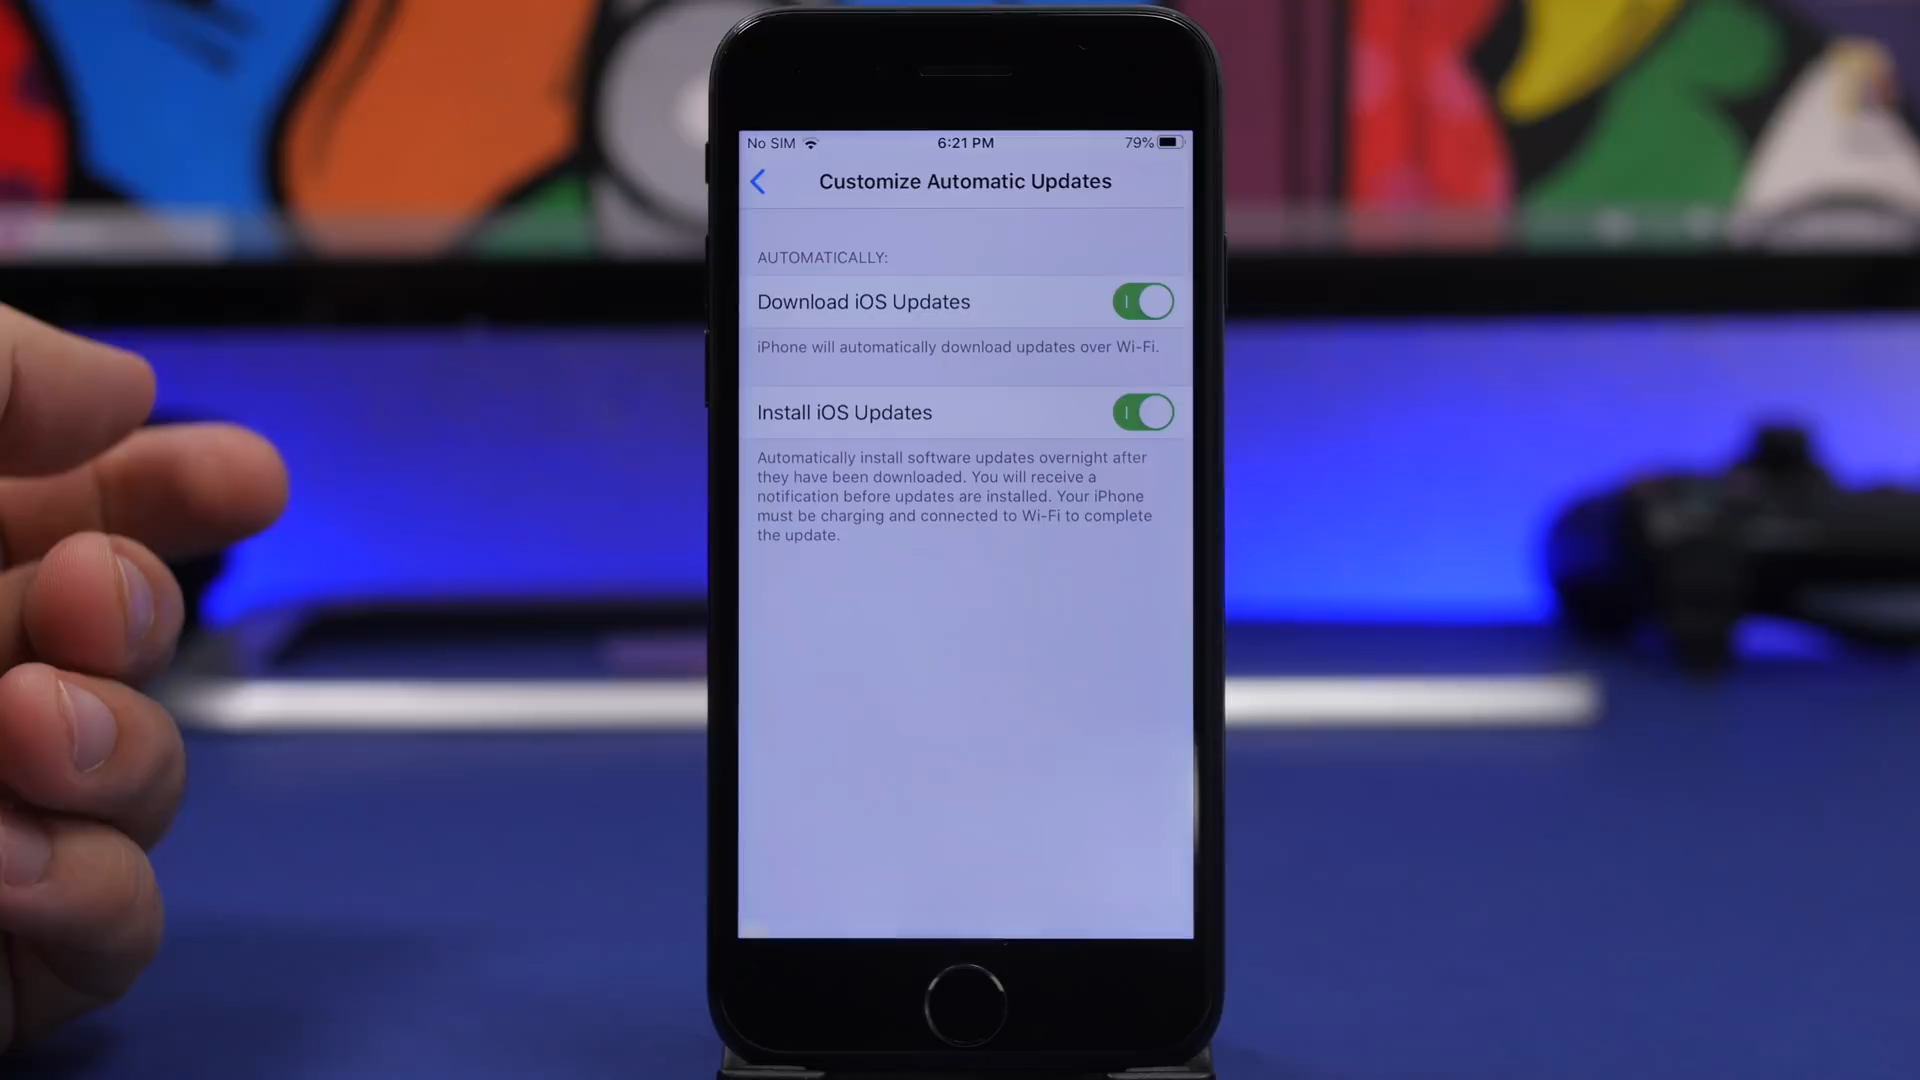 No SIM 6:21 PM 79%
Customize Automatic Updates
AUTOMATICALLY:
Download iOS Updates
iPhone will automatically download updates over Wi-Fi.
Install iOS Updates
Automatically install software updates overnight after
they have been downloaded. You will receive a
notification before updates are installed. Your iPhone
must be charging and connected to Wi-Fi to complete
the update.